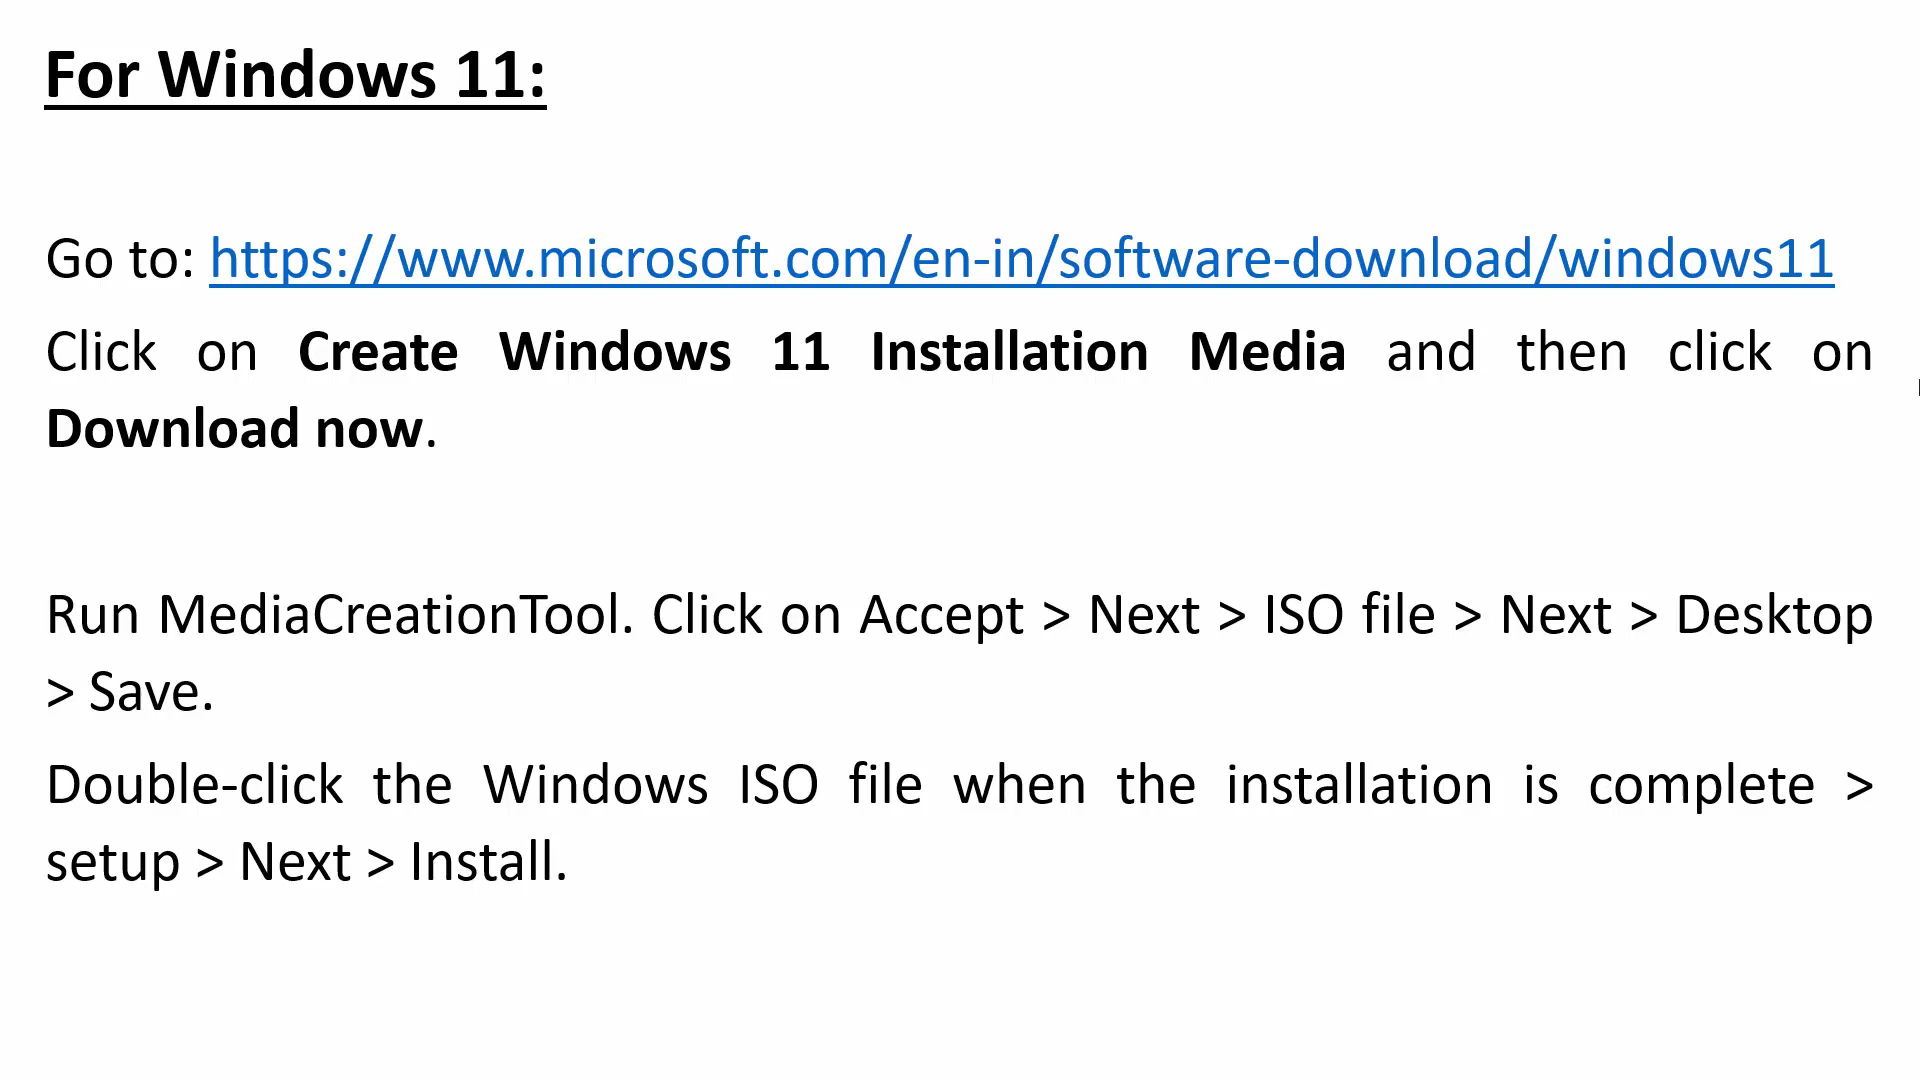 For Windows 11:
Go to: https://www.microsoft.com/en-in/software-download/windows11
Click on Create Windows 11 Installation Media and then click on
Download now.
Run MediaCreationTool. Click on Accept > Next > ISO file > Next > Desktop
> Save.
Double-click the Windows ISO file when the installation is complete >
setup > Next > Install.